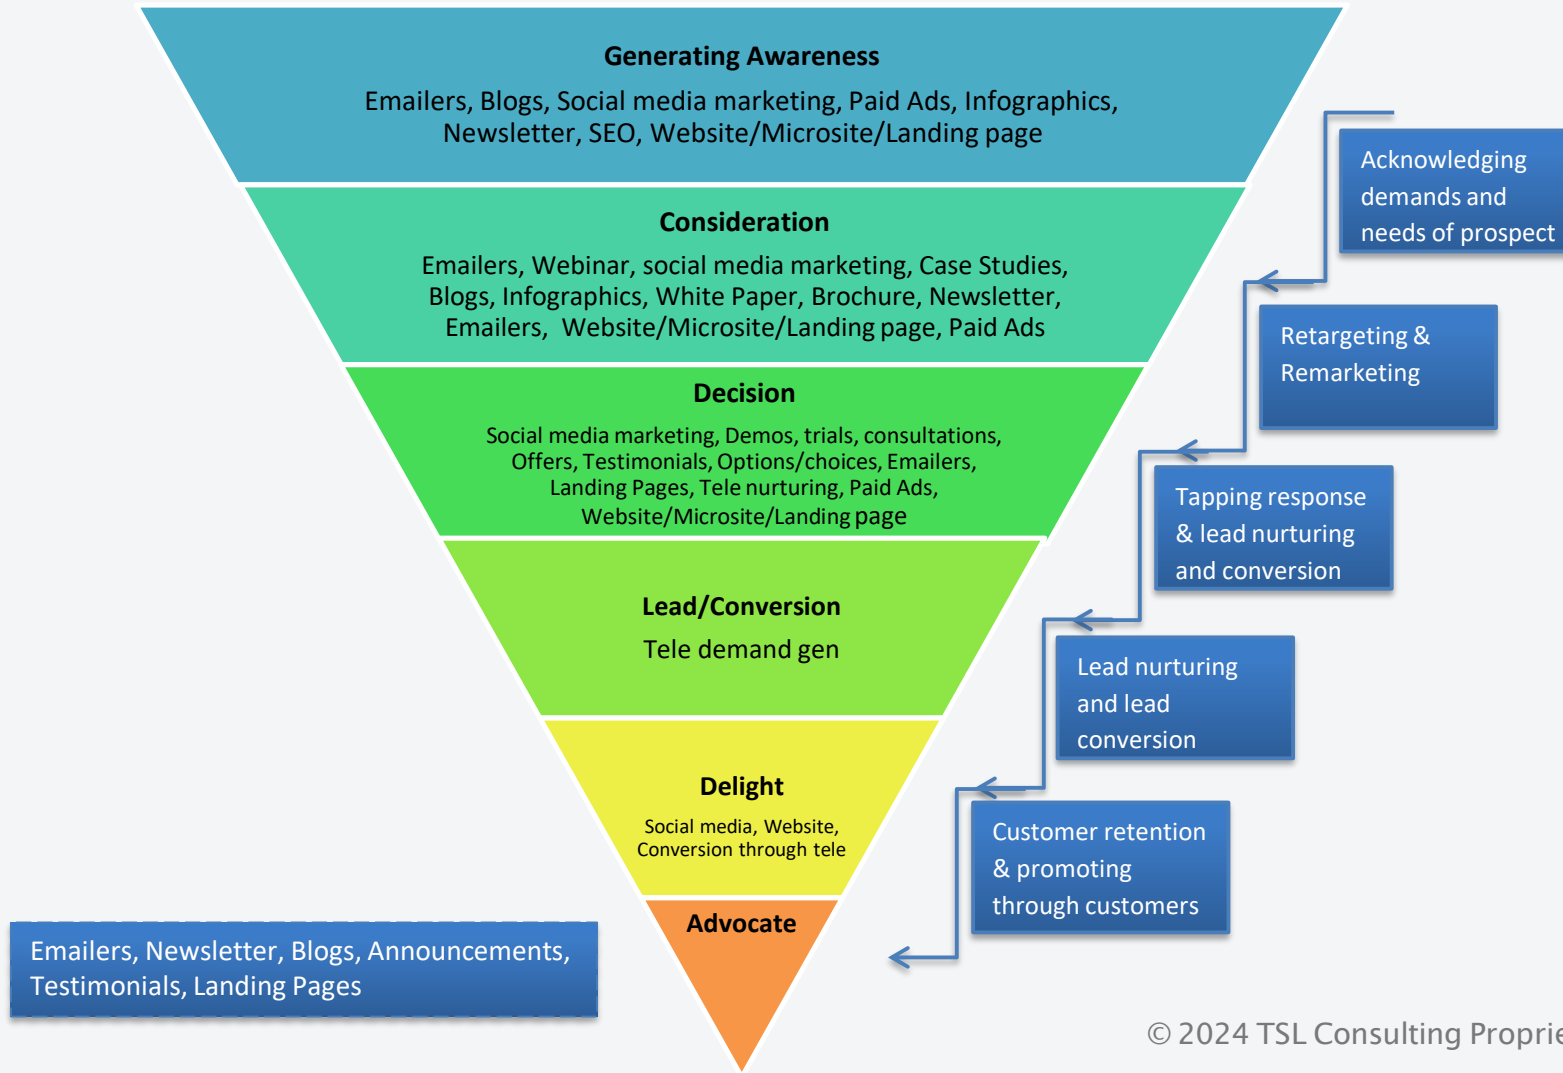 Generating Awareness
Emailers, Blogs, Social media marketing, Paid Ads, Infographics,
Newsletter, SEO, Website/Microsite/Landing page
Acknowledging
demands and
needs of prospect
Consideration
Emailers, Webinar, social media marketing, Case Studies,
Blogs, Infographics, White Paper, Brochure, Newsletter,
Emailers,  Website/Microsite/Landing page, Paid Ads
Retargeting &
Remarketing
Decision
Social media marketing, Demos, trials, consultations,
Offers, Testimonials, Options/choices, Emailers,
Landing Pages, Tele nurturing, Paid Ads,
Website/Microsite/Landing page
Tapping response
& lead nurturing
and conversion
Lead/Conversion
Tele demand gen
Lead nurturing
and lead
conversion
Delight
Social media, Website,
Conversion through tele
Customer retention
& promoting
through customers
Advocate
Emailers, Newsletter, Blogs, Announcements,
Testimonials, Landing Pages
© 2024 TSL Consulting